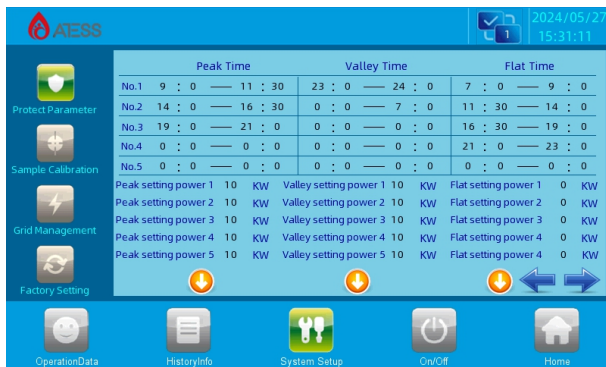 ATESS
1
2024/05/27
15:31:11
Peak Time Valley Time Flat Time
No.1 9 : 0 —— 11 : 30 23 : 0 —— 24 : 0 7 : 0 —— 9 : 0
No.2 14 : 0 —— 16 : 30 0 : 0 —— 7 : 0 11 : 30 —— 14 : 0
No.3 19 : 0 —— 21 : 0 0 : 0 —— 0 : 0 16 : 30 —— 19 : 0
No.4 0 : 0 —— 0 : 0 0 : 0 —— 0 : 0 21 : 0 —— 23 : 0
No.5 0 : 0 —— 0 : 0 0 : 0 —— 0 : 0 0 : 0 —— 0 : 0
Peak setting power 1 10 KW Valley setting power 1 10 KW Flat setting power 1 0 KW
Peak setting power 2 10 KW Valley setting power 2 10 KW Flat setting power 2 0 KW
Peak setting power 3 10 KW Valley setting power 3 10 KW Flat setting power 3 0 KW
Peak setting power 4 10 KW Valley setting power 4 10 KW Flat setting power 4 0 KW
Peak setting power 5 10 KW Valley setting power 5 10 KW Flat setting power 4 0 KW
Protect Parameter
Sample Calibration
Grid Management
Factory Setting
OperationData HistoryInfo System Setup On/Off Home